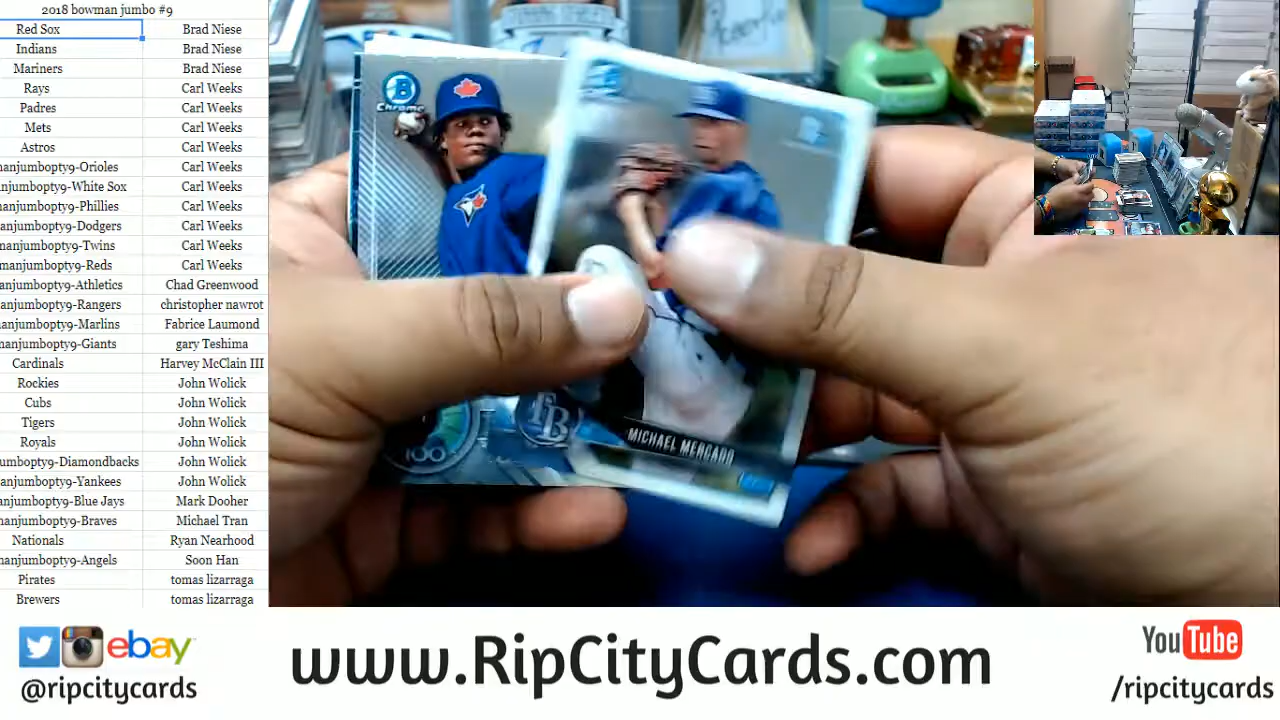 2018 bowman jumbo #9
Red Sox Brad Niese
Indians Brad Niese
Mariners Brad Niese
Rays Carl Weeks
Padres Carl Weeks
Mets Carl Weeks
Astros Carl Weeks
nanjumbopty9-Orioles Carl Weeks
njumbopty9-White Sox Carl Weeks
anjumbopty9-Phillies Carl Weeks
anjumbopty9-Dodgers Carl Weeks
manjumbopty9-Twins Carl Weeks
manjumbopty9-Reds Carl Weeks
anjumbopty9-Athletics Chad Greenwood
anjumbopty9-Rangers christopher nawrot
anjumbopty9-Marlins Fabrice Laumond
nanjumbopty9-Giants gary Teshima
Cardinals Harvey McClain III
Rockies John Wolick
Cubs John Wolick
Tigers John Wolick
Royals John Wolick
umbopty9-Diamondbacks John Wolick
anjumbopty9-Yankees John Wolick
njumbopty9-Blue Jays Mark Dooher
anjumbopty9-Braves Michael Tran
Nationals Ryan Nearhood
nanjumbopty9-Angels Soon Han
Pirates tomas lizarraga
Brewers tomas lizarraga
B
Chrome
100
TB
MICHAEL MERCADO
ebay
@ripcitycards
www.RipCityCards.com
YouTube
/ripcitycards